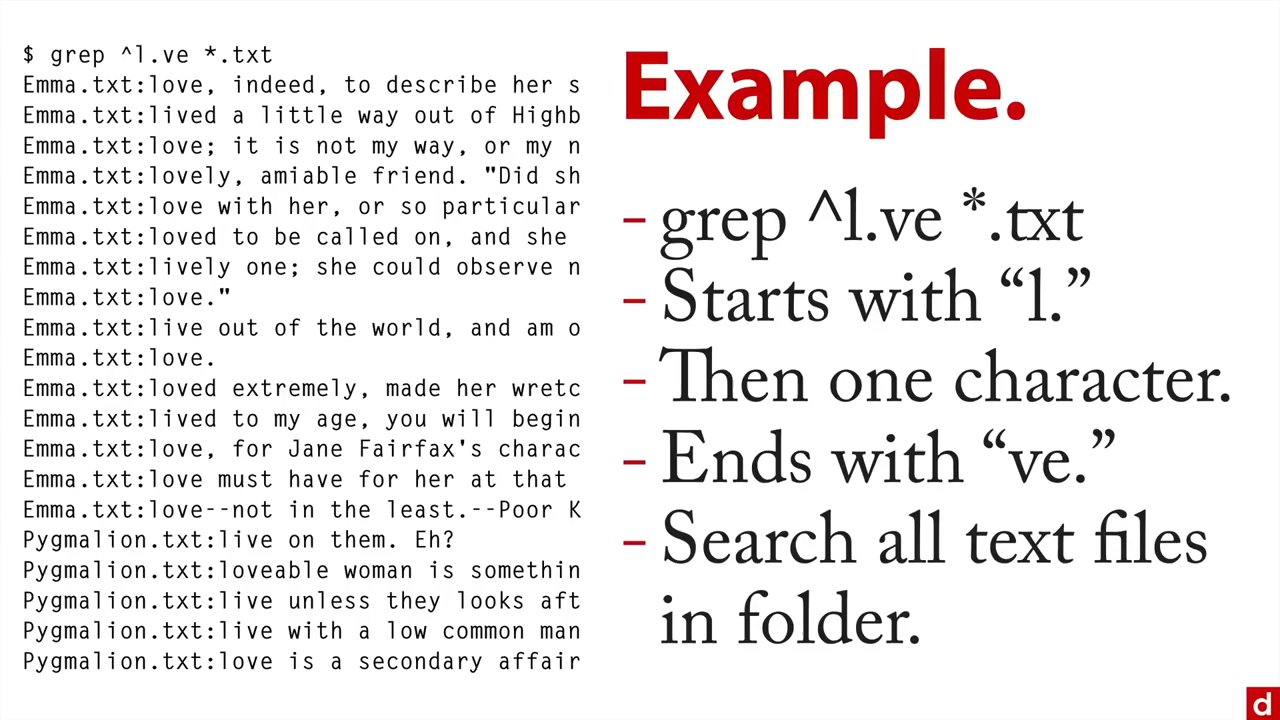 $ grep ^l.ve *.txt
Emma.txt:love, indeed, to describe her s
Emma.txt:lived a little way out of Highb
Emma.txt:love; it is not my way, or my n
Emma.txt:lovely, amiable friend. "Did sh
Emma.txt:love with her, or so particular
Emma.txt:loved to be called on, and she
Emma.txt:lively one; she could observe n
Emma.txt:love."
Emma.txt:live out of the world, and am o
Emma.txt:love.
Emma.txt:loved extremely, made her wretc
Emma.txt:lived to my age, you will begin
Emma.txt:love, for Jane Fairfax's charac
Emma.txt:love must have for her at that
Emma.txt:love--not in the least.--Poor K
Pygmalion.txt:live on them. Eh?
Pygmalion.txt:loveable woman is somethin
Pygmalion.txt:live unless they looks aft
Pygmalion.txt:live with a low common man
Pygmalion.txt:love is a secondary affair
Example.
– grep ^l.ve *.txt
– Starts with “l.”
– Then one character.
– Ends with “ve.”
– Search all text files
in folder.
d